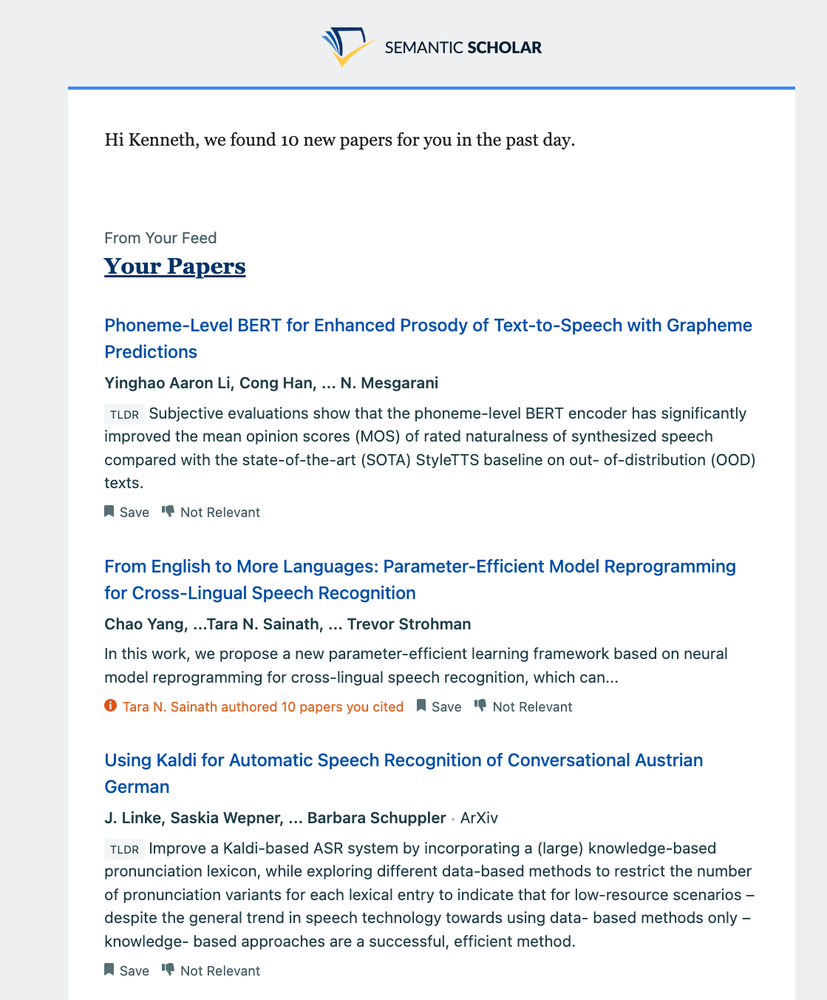 SEMANTIC SCHOLAR
Hi Kenneth, we found 10 new papers for you in the past day.
From Your Feed
Your Papers
Phoneme-Level BERT for Enhanced Prosody of Text-to-Speech with Grapheme
Predictions
Yinghao Aaron Li, Cong Han, ... N. Mesgarani
TLDR Subjective evaluations show that the phoneme-level BERT encoder has significantly
improved the mean opinion scores (MOS) of rated naturalness of synthesized speech
compared with the state-of-the-art (SOTA) StyleTTS baseline on out- of-distribution (OOD)
texts.
Save Not Relevant
From English to More Languages: Parameter-Efficient Model Reprogramming
for Cross-Lingual Speech Recognition
Chao Yang, ...Tara N. Sainath, ... Trevor Strohman
In this work, we propose a new parameter-efficient learning framework based on neural
model reprogramming for cross-lingual speech recognition, which can...
Tara N. Sainath authored 10 papers you cited Save Not Relevant
Using Kaldi for Automatic Speech Recognition of Conversational Austrian
German
J. Linke, Saskia Wepner, ... Barbara Schuppler • ArXiv
TLDR Improve a Kaldi-based ASR system by incorporating a (large) knowledge-based
pronunciation lexicon, while exploring different data-based methods to restrict the number
of pronunciation variants for each lexical entry to indicate that for low-resource scenarios –
despite the general trend in speech technology towards using data- based methods only –
knowledge- based approaches are a successful, efficient method.
Save Not Relevant